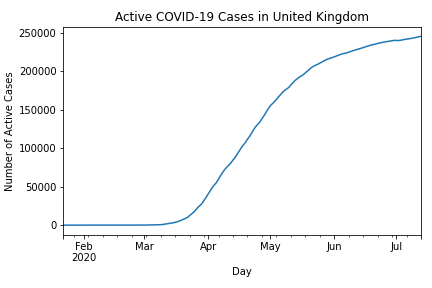 Active COVID-19 Cases in United Kingdom
Number of Active Cases
250000
200000
150000
100000
50000
0
Feb Mar Apr May Jun Jul
2020
Day